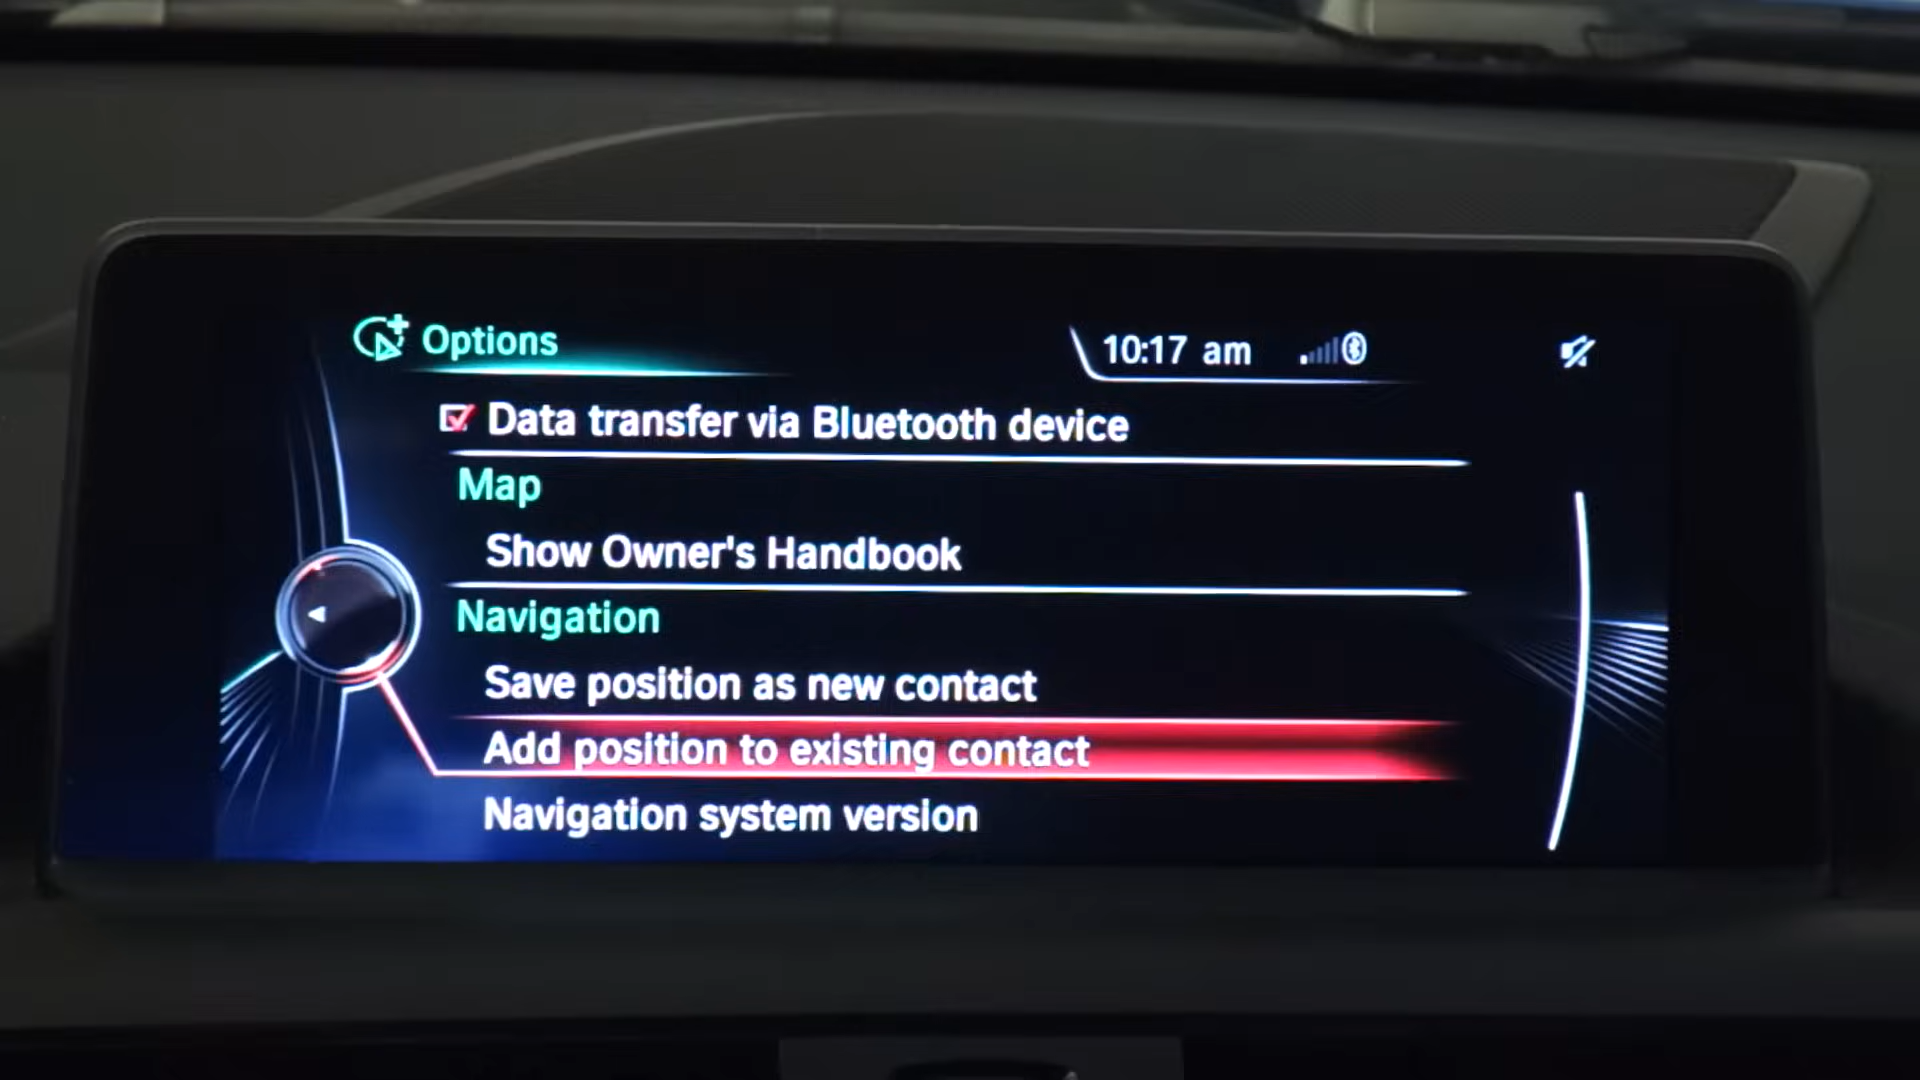 Options
10:17 am
Data transfer via Bluetooth device
Map
Show Owner's Handbook
Navigation
Save position as new contact
Add position to existing contact
Navigation system version